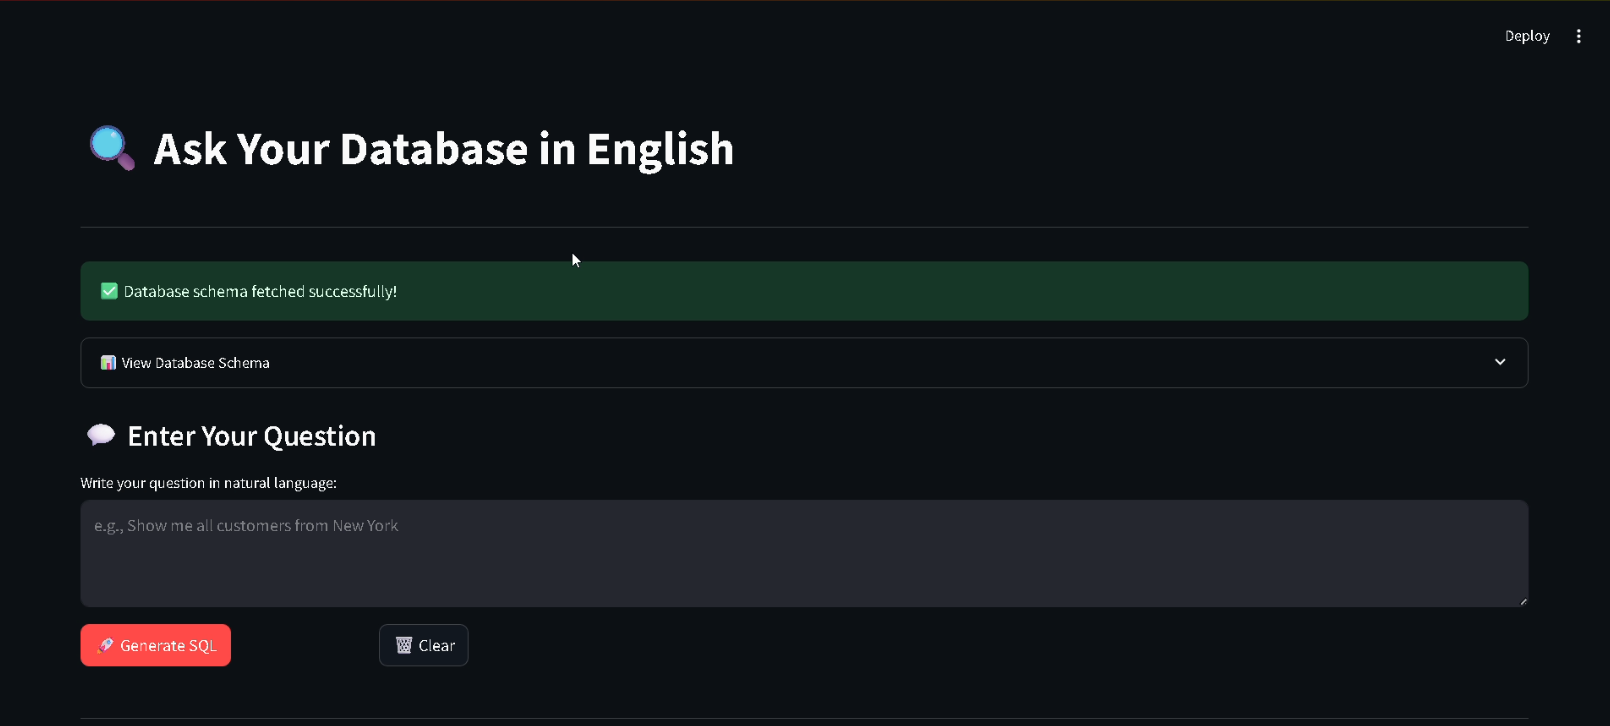 Deploy
Ask Your Database in English
Database schema fetched successfully!
View Database Schema
Enter Your Question
Write your question in natural language:
e.g., Show me all customers from New York
Generate SQL
Clear